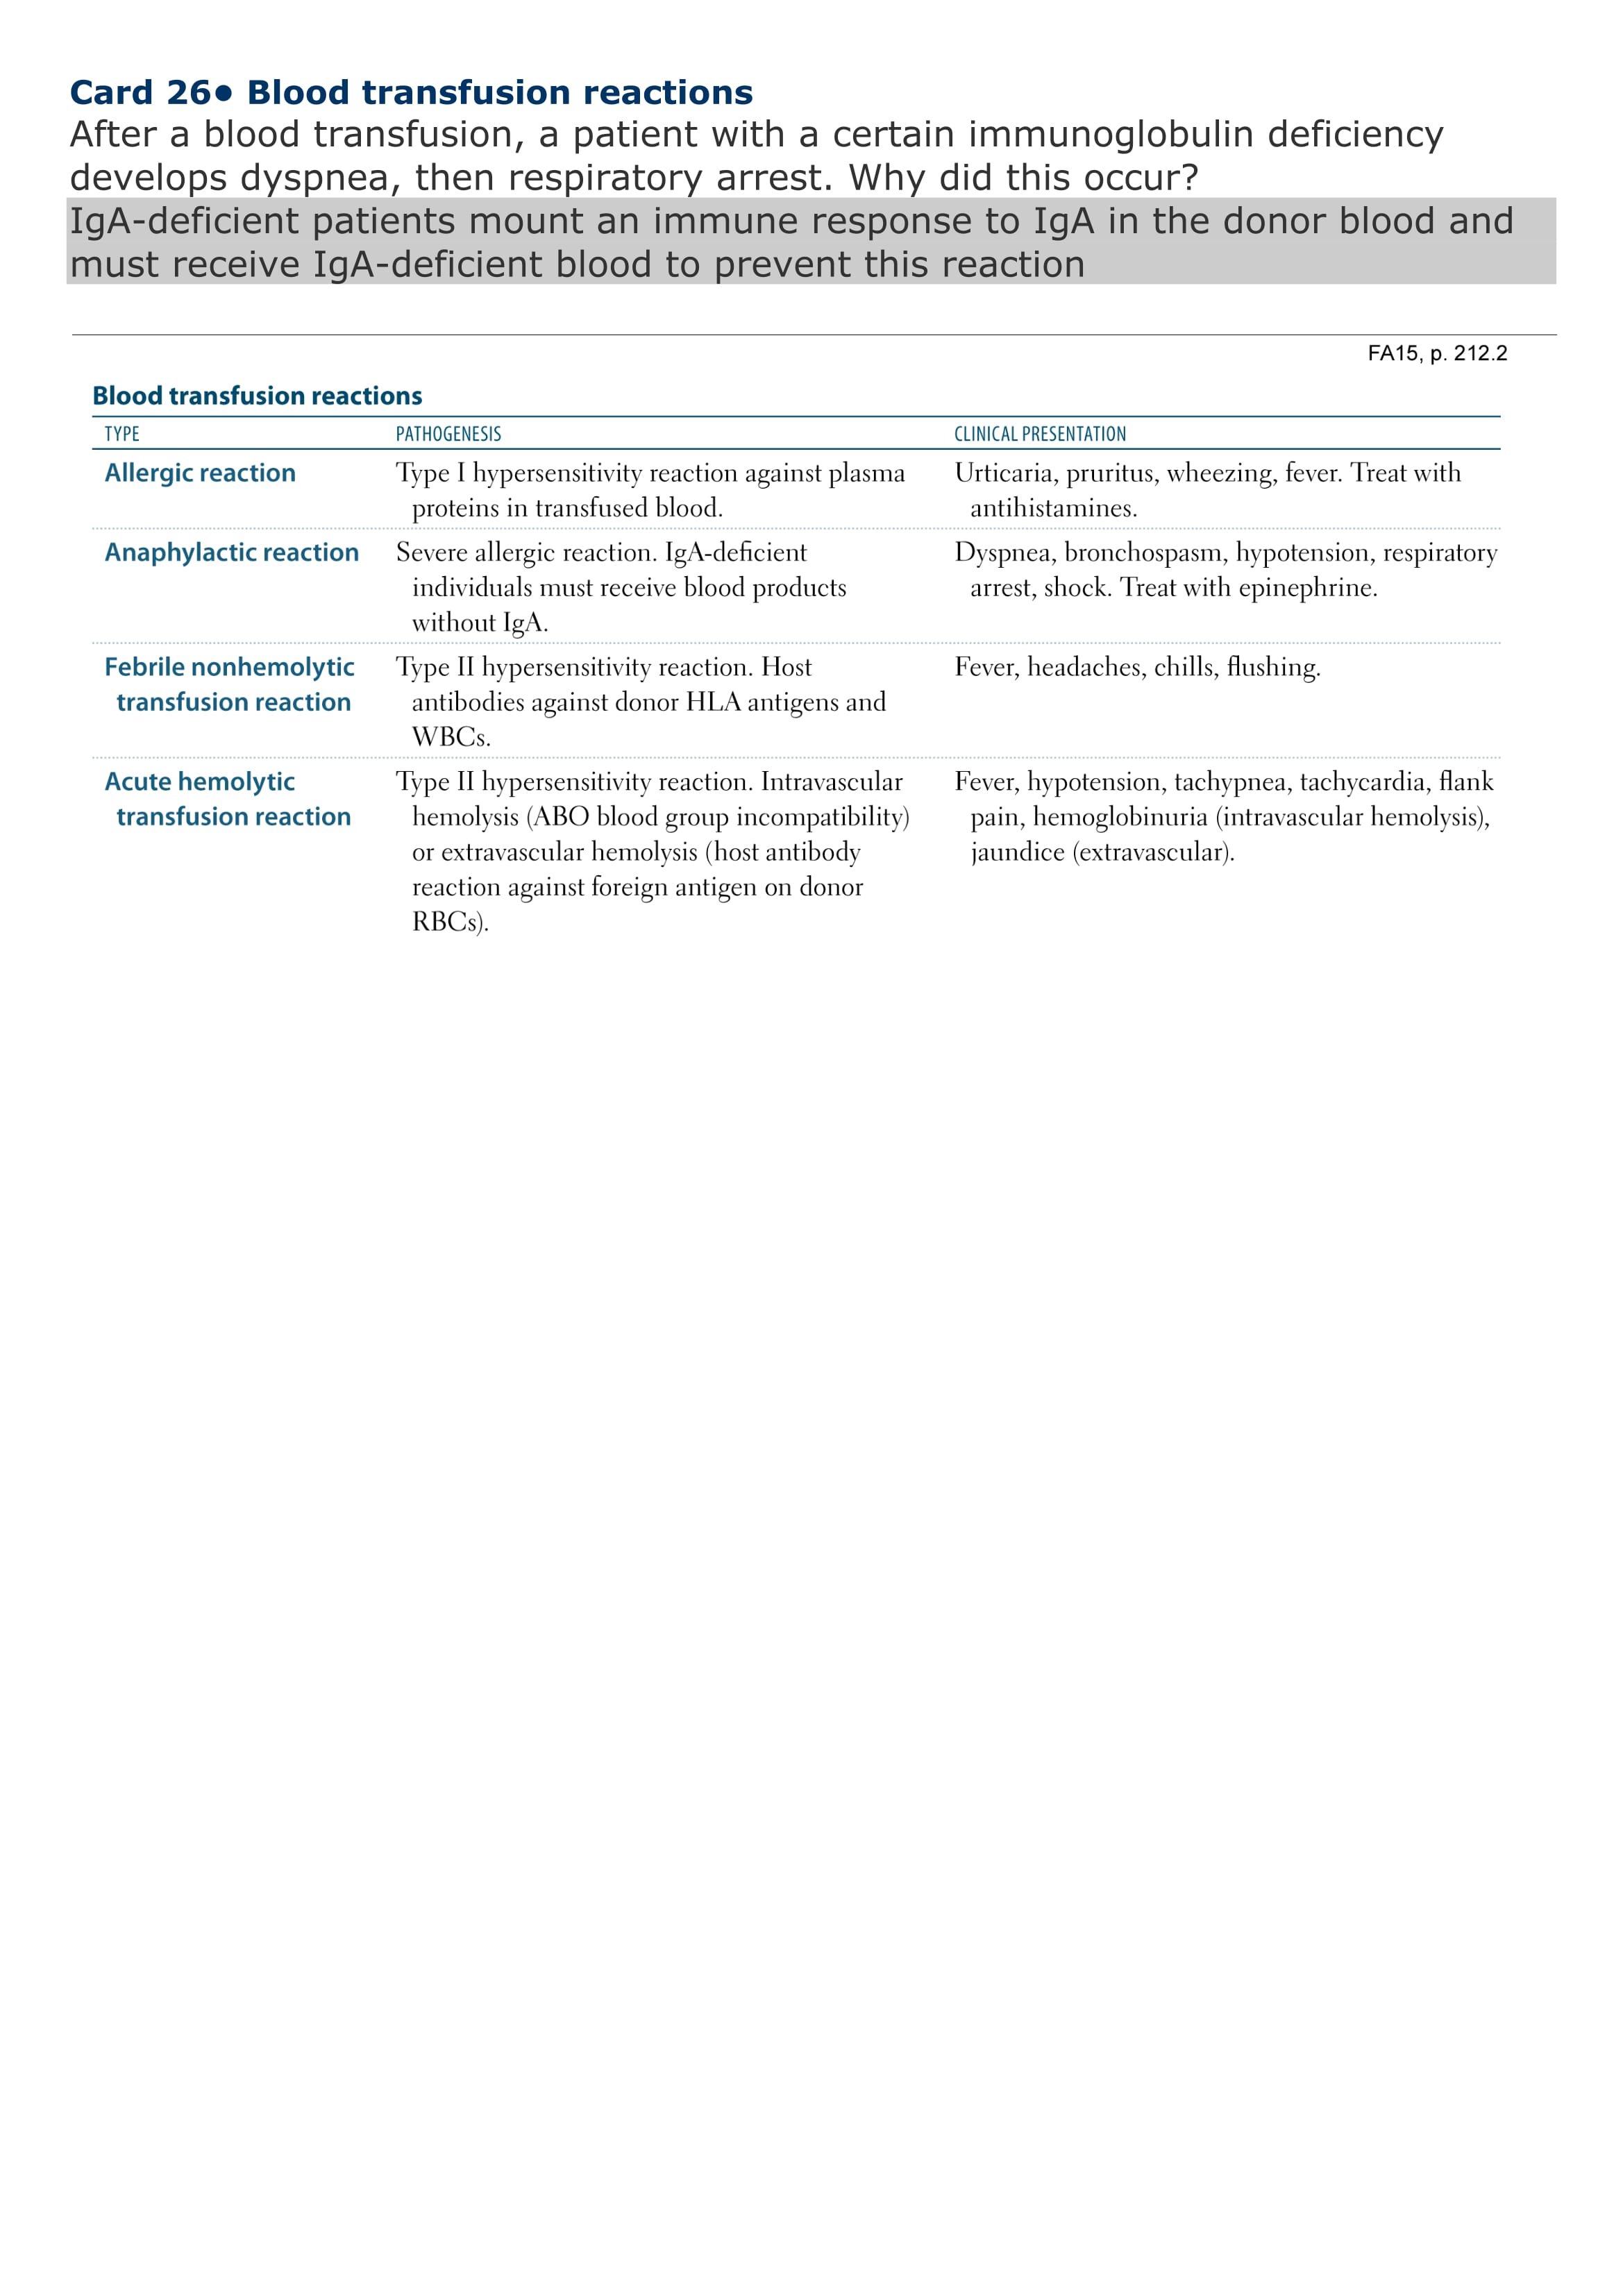 Card 26● Blood transfusion reactions
After a blood transfusion, a patient with a certain immunoglobulin deficiency
develops dyspnea, then respiratory arrest. Why did this occur?
IgA-deficient patients mount an immune response to IgA in the donor blood and
must receive IgA-deficient blood to prevent this reaction
FA15, p. 212.2
Blood transfusion reactions
TYPE PATHOGENESIS CLINICAL PRESENTATION
Allergic reaction Type I hypersensitivity reaction against plasma Urticaria, pruritus, wheezing, fever. Treat with
proteins in transfused blood. antihistamines.
Anaphylactic reaction Severe allergic reaction. IgA-deficient Dyspnea, bronchospasm, hypotension, respiratory
individuals must receive blood products arrest, shock. Treat with epinephrine.
without IgA.
Febrile nonhemolytic Type II hypersensitivity reaction. Host Fever, headaches, chills, flushing.
transfusion reaction antibodies against donor HLA antigens and
WBCs.
Acute hemolytic Type II hypersensitivity reaction. Intravascular Fever, hypotension, tachypnea, tachycardia, flank
transfusion reaction hemolysis (ABO blood group incompatibility) pain, hemoglobinuria (intravascular hemolysis),
or extravascular hemolysis (host antibody jaundice (extravascular).
reaction against foreign antigen on donor
RBCs).